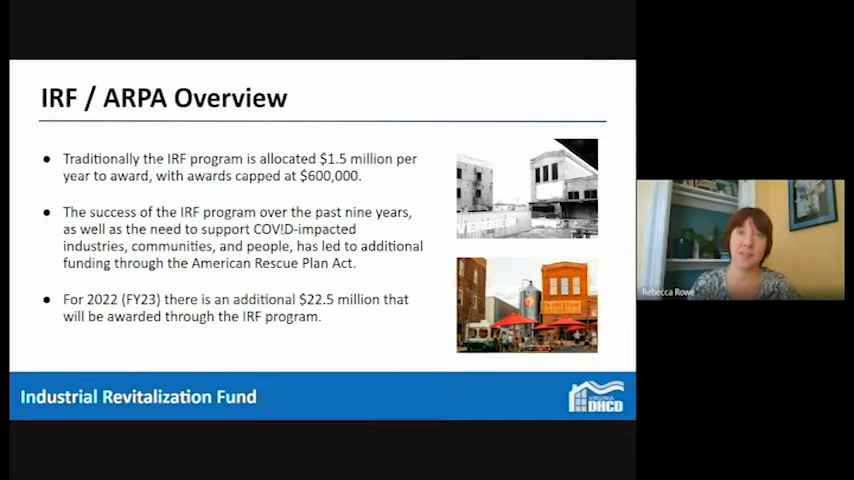 IRF / ARPA Overview
● Traditionally the IRF program is allocated $1.5 million per
year to award, with awards capped at $600,000.
● The success of the IRF program over the past nine years,
as well as the need to support COVID-impacted
industries, communities, and people, has led to additional
funding through the American Rescue Plan Act.
● For 2022 (FY23) there is an additional $22.5 million that
will be awarded through the IRF program.
Rebecca Rowe
Industrial Revitalization Fund
VIRGINIA
DHCD